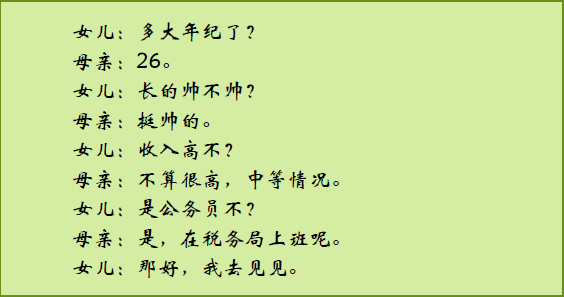 女儿：多大年纪了？
母亲：26。
女儿：长的帅不帅？
母亲：挺帅的。
女儿：收入高不？
母亲：不算很高，中等情况。
女儿：是公务员不？
母亲：是，在税务局上班呢。
女儿：那好，我去见见。